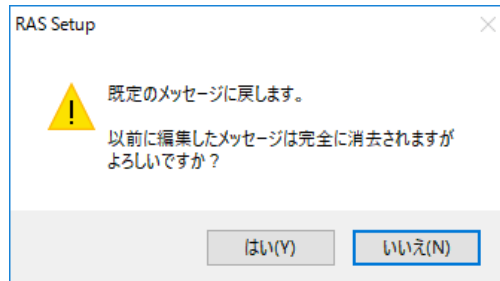 RAS Setup
既定のメッセージに戻します。
以前に編集したメッセージは完全に消去されますが
よろしいですか？
はい(Y)
いいえ(N)